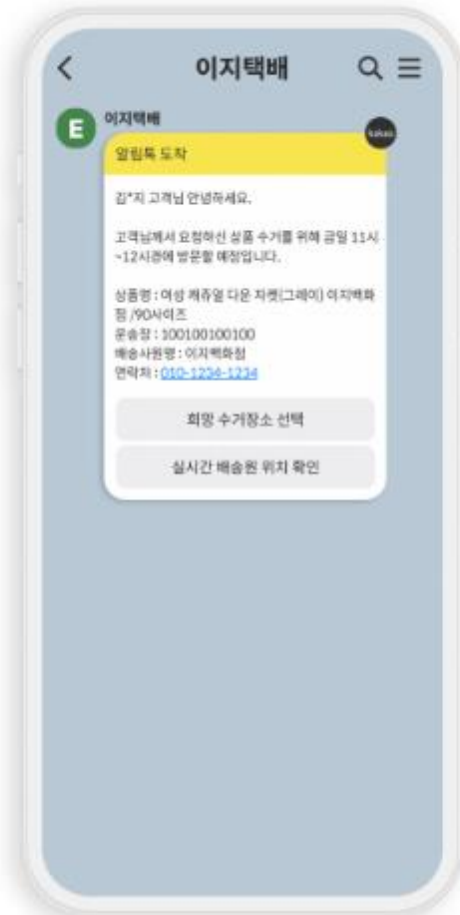 이지택배
E
이지택배
kakao
알림톡 도착
김*지 고객님 안녕하세요.
고객님께서 요청하신 상품 수거를 위해 금일 11시
~12시경에 방문할 예정입니다.
상품명 : 여성 캐쥬얼 다운 자켓(그레이) 이지백화
점 /90사이즈
운송장 : 100100100100
배송사원명 : 이지백화점
연락처 : 010-1234-1234
희망 수거장소 선택
실시간 배송원 위치 확인